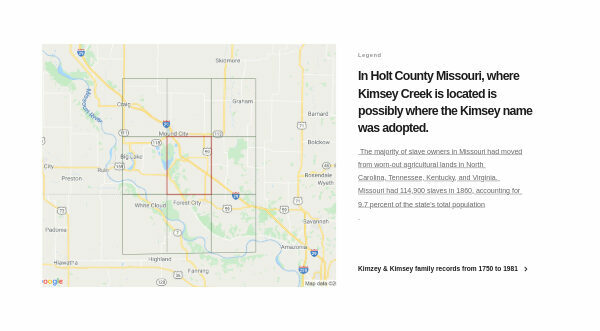 Skidmore
Graham
Craig
Missouri River
Barnard
Mound City
Bolckow
Big Lake
Rulo
Preston
Rosendale
Wyeth
White Cloud
Forest City
Savannah
Padonia
Amazonia
Highland
Hiawatha
Fanning
Map data ©20
Legend
In Holt County Missouri, where
Kimsey Creek is located is
possibly where the Kimsey name
was adopted.
The majority of slave owners in Missouri had moved
from worn-out agricultural lands in North
Carolina, Tennessee, Kentucky, and Virginia.
Missouri had 114,900 slaves in 1860, accounting for
9.7 percent of the state's total population
.
Kimzey & Kimsey family records from 1750 to 1981 ›